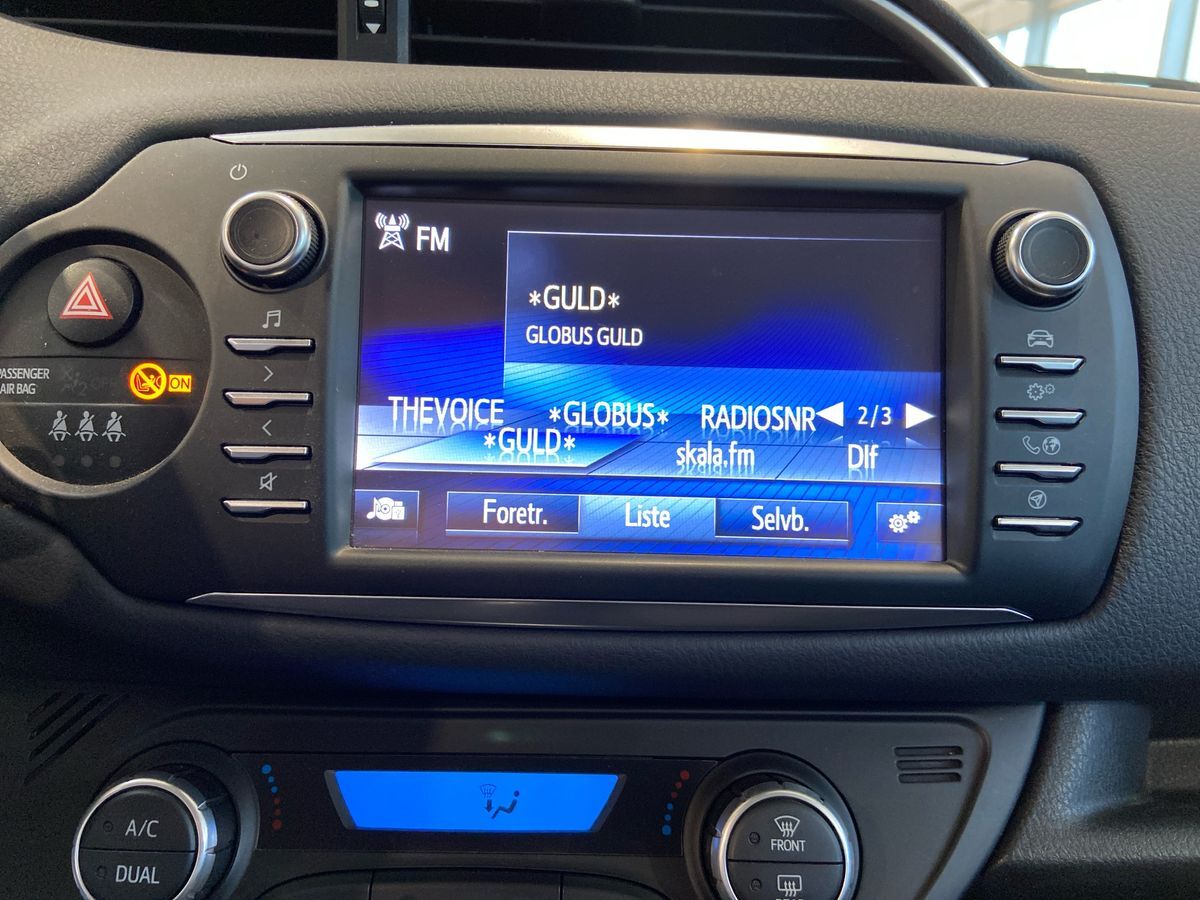 FM
*GULD*
GLOBUS GULD
THEVOICE *GLOBUS* RADIOSNR 2/3
*GULD* skala.fm Dlf
Foretr. Liste Selvb.
PASSENGER
AIR BAG
OFF ON
A/C
DUAL
FRONT